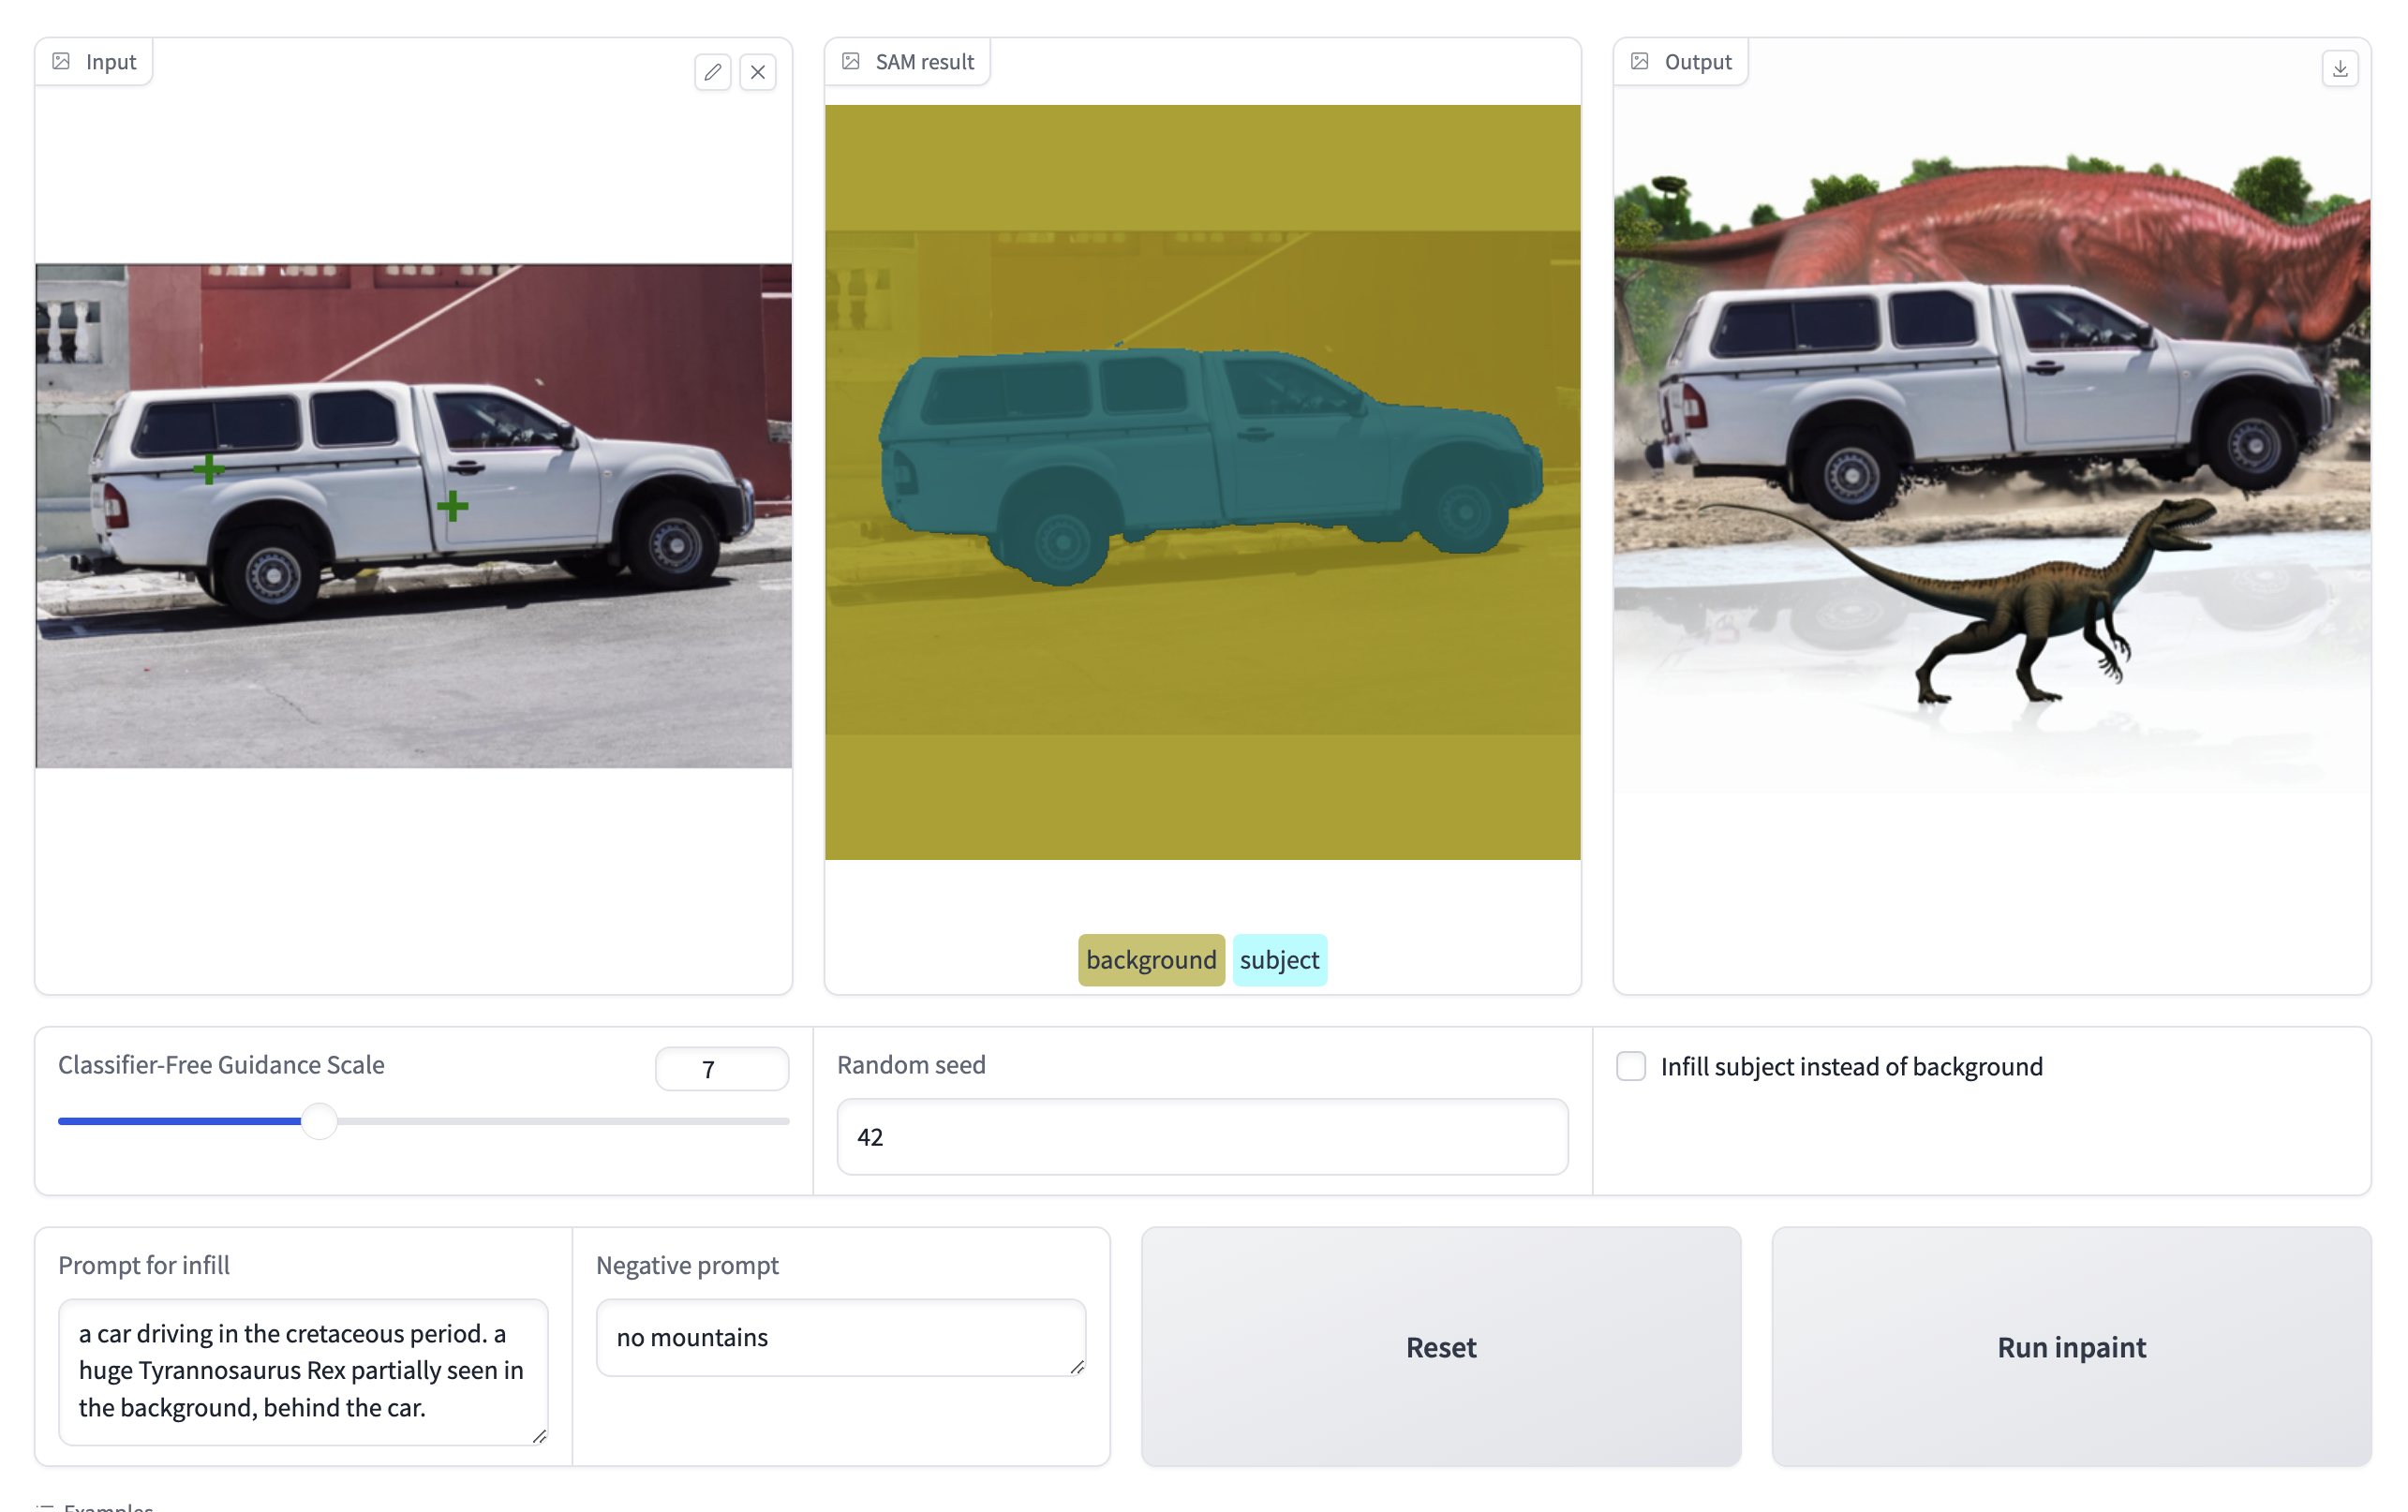 Input
SAM result
Output
background
subject
Classifier-Free Guidance Scale
7
Random seed
42
Infill subject instead of background
Prompt for infill
a car driving in the cretaceous period. a
huge Tyrannosaurus Rex partially seen in
the background, behind the car.
Negative prompt
no mountains
Reset
Run inpaint
Examples